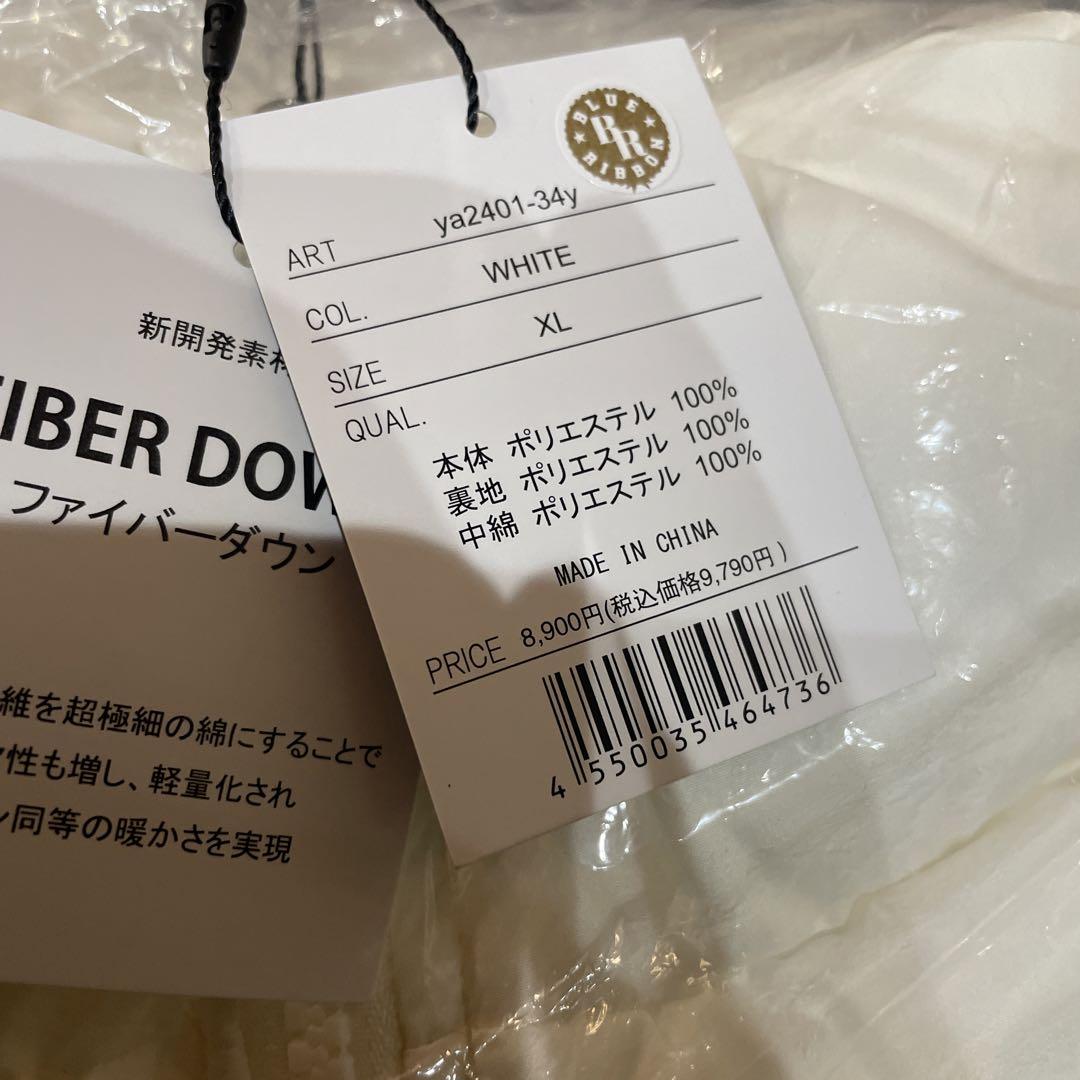 BLUE
BR
RIBBON
ART ya2401-34y
COL. WHITE
SIZE XL
QUAL.
本体 ポリエステル 100%
裏地 ポリエステル 100%
中綿 ポリエステル 100%
MADE IN CHINA
PRICE 8,900円(税込価格9,790円)
4 550035 464736
新開発素
IBER DOW
ファイバーダウン
維を超極細の綿にすることで
性も増し、軽量化され
ン同等の暖かさを実現